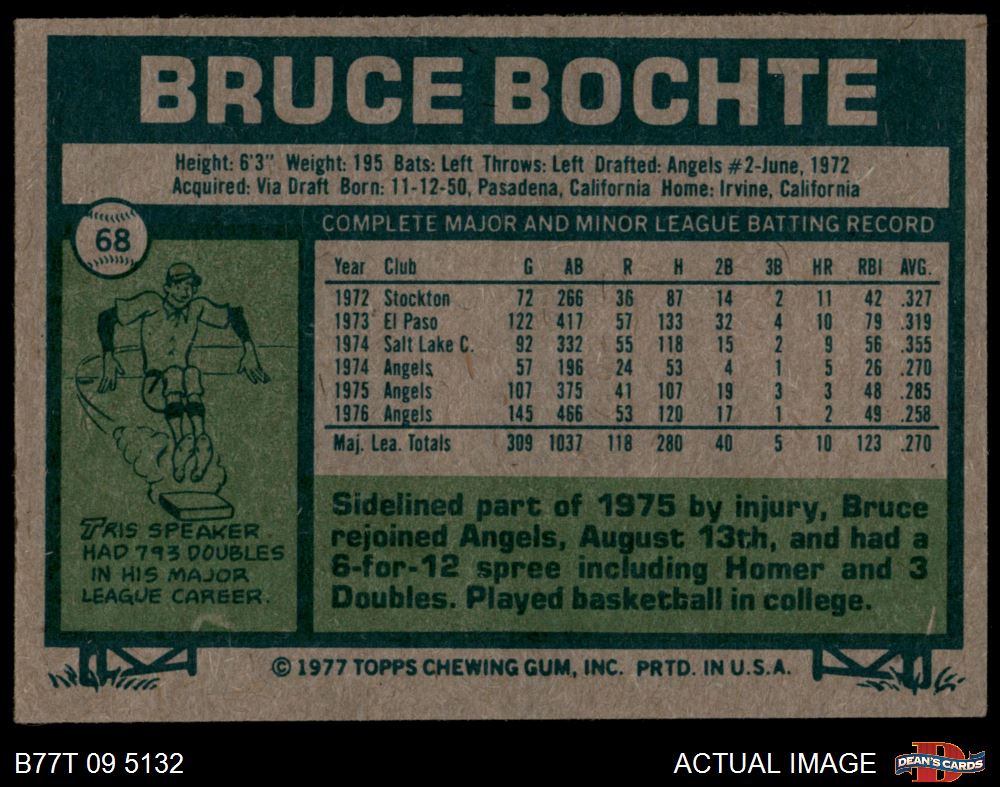 BRUCE BOCHTE
Height: 6'3" Weight: 195 Bats: Left Throws: Left Drafted: Angels #2-June, 1972
Acquired: Via Draft Born: 11-12-50, Pasadena, California Home: Irvine, California
68
COMPLETE MAJOR AND MINOR LEAGUE BATTING RECORD
Year Club G AB R H 2B 3B HR RBI AVG.
1972 Stockton 72 266 36 87 14 2 11 42 .327
1973 El Paso 122 417 57 133 32 4 10 79 .319
1974 Salt Lake C. 92 332 55 118 15 2 9 56 .355
1974 Angels 57 196 24 53 4 1 5 26 .270
1975 Angels 107 375 41 107 19 3 3 48 .285
1976 Angels 145 466 53 120 17 1 2 49 .258
Maj. Lea. Totals 309 1037 118 280 40 5 10 123 .270
TRIS SPEAKER
HAD 793 DOUBLES
IN HIS MAJOR
LEAGUE CAREER.
Sidelined part of 1975 by injury, Bruce
rejoined Angels, August 13th, and had a
6-for-12 spree including Homer and 3
Doubles. Played basketball in college.
© 1977 TOPPS CHEWING GUM, INC. PRTD. IN U.S.A.
B77T 09 5132
ACTUAL IMAGE
D
DEAN'S CARDS